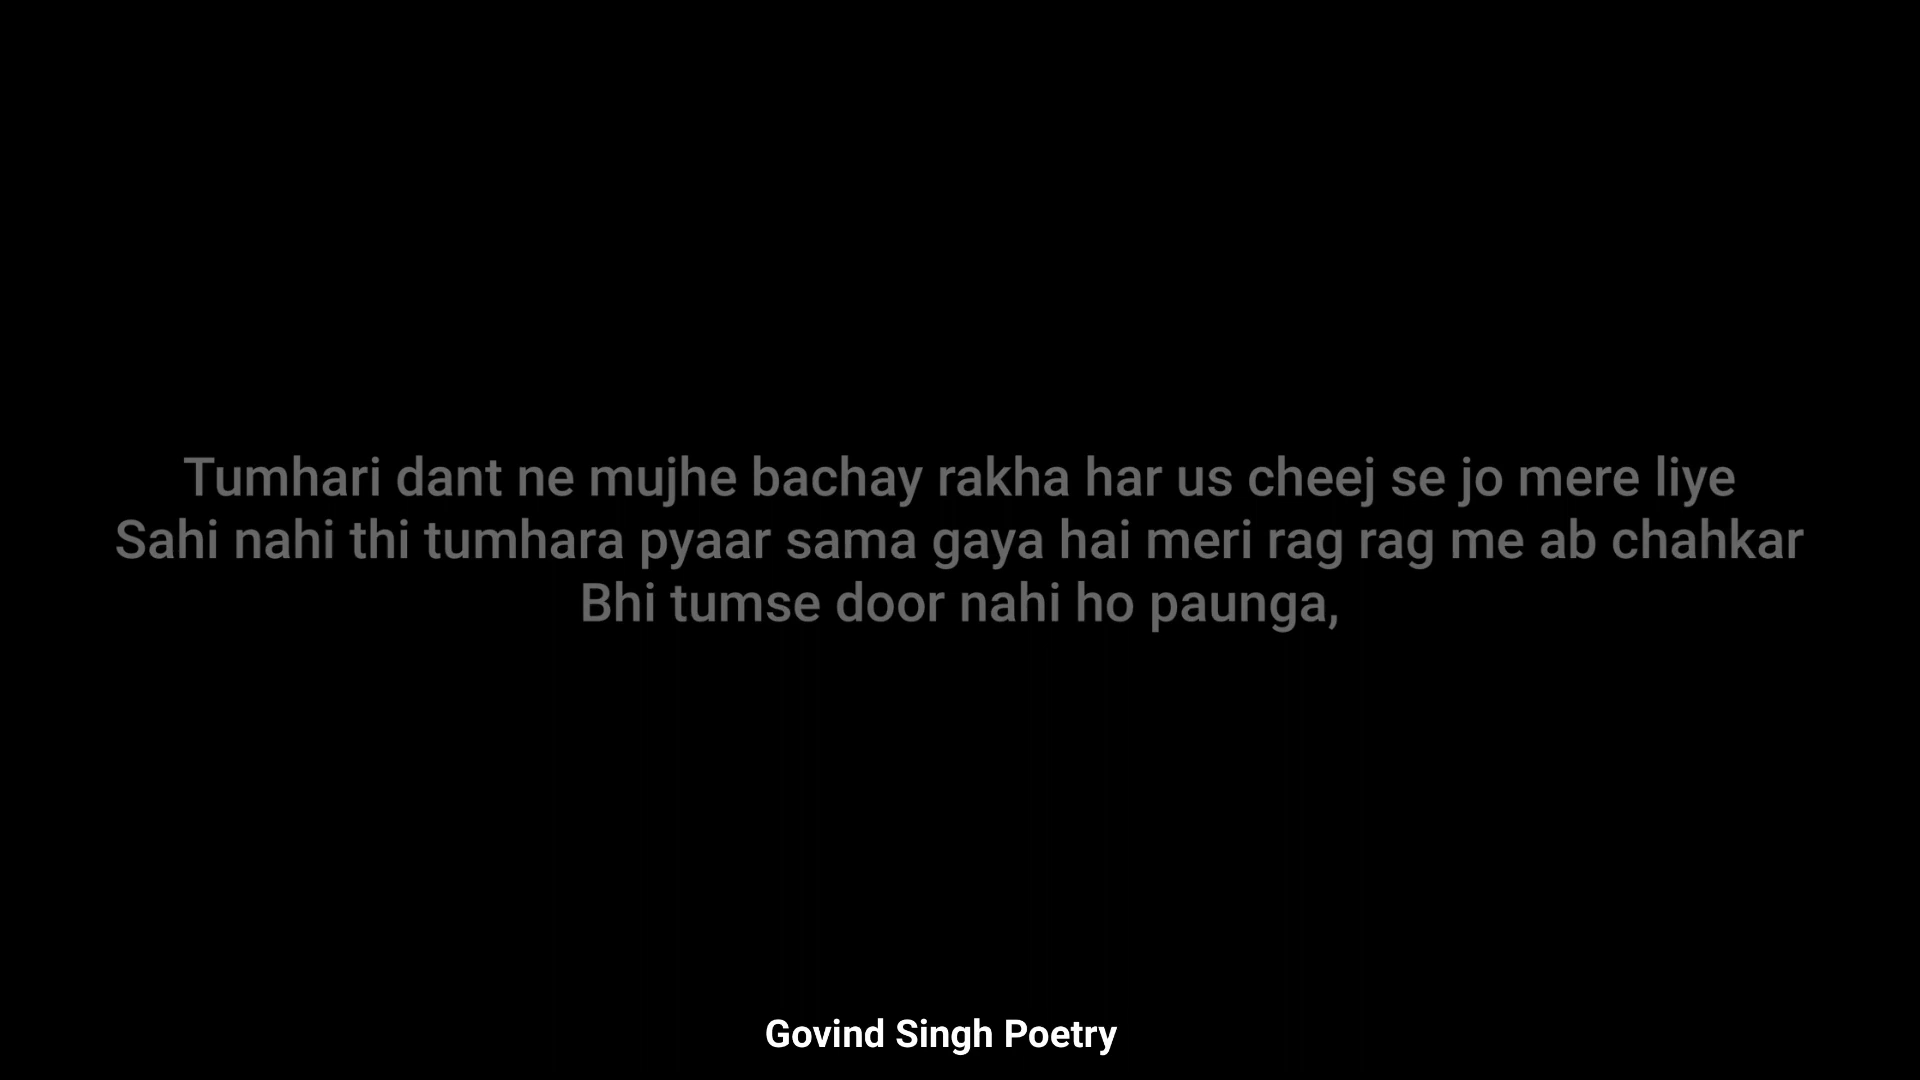 Tumhari dant ne mujhe bachay rakha har us cheej se jo mere liye
Sahi nahi thi tumhara pyaar sama gaya hai meri rag rag me ab chahkar
Bhi tumse door nahi ho paunga,
Govind Singh Poetry